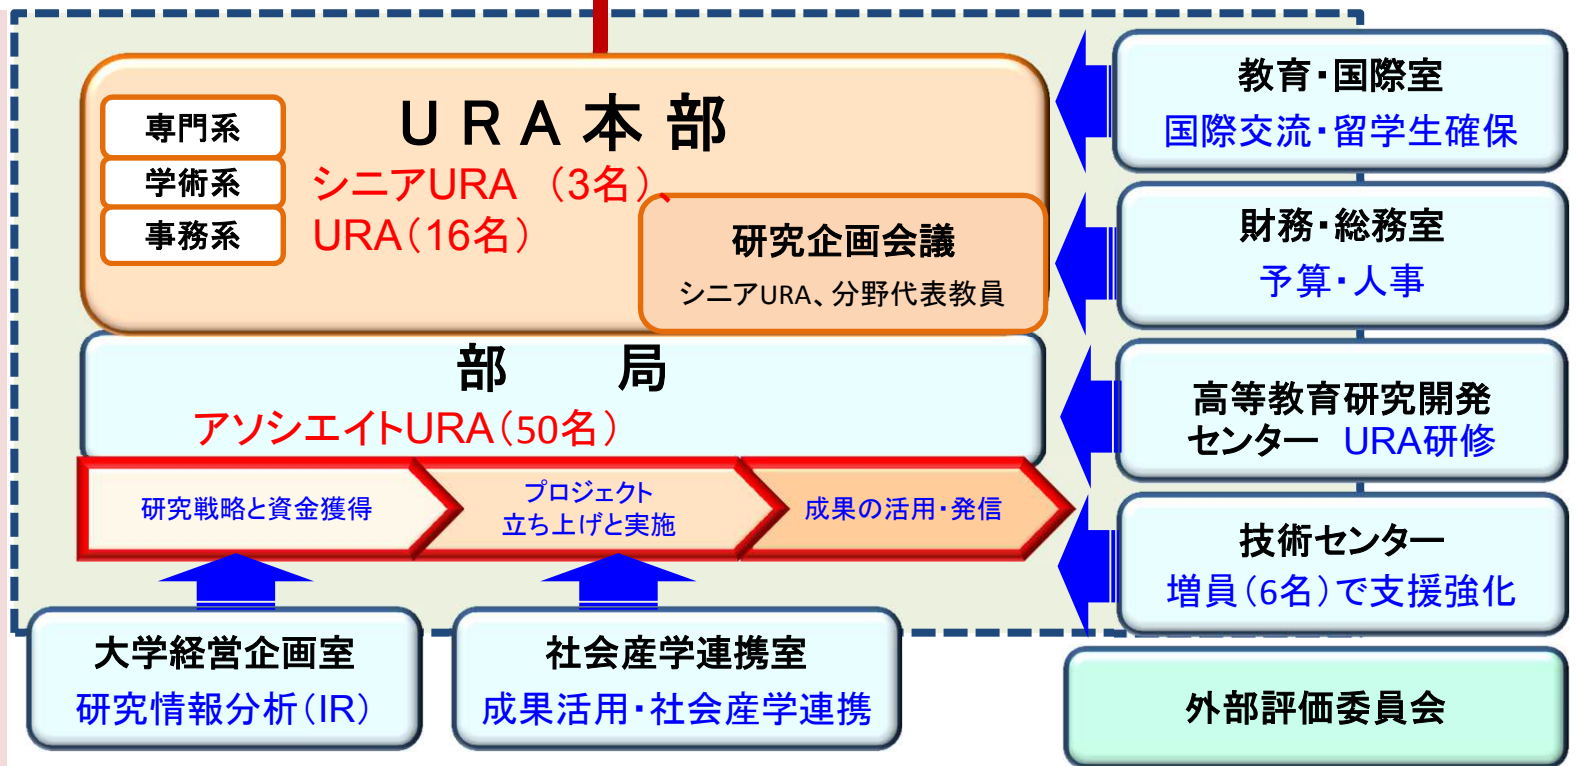 URA本部
専門系
学術系
事務系
シニアURA （3名）、
URA（16名）
研究企画会議
シニアURA、分野代表教員
部 局
アソシエイトURA（50名）
研究戦略と資金獲得
プロジェクト
立ち上げと実施
成果の活用・発信
教育・国際室
国際交流・留学生確保
財務・総務室
予算・人事
高等教育研究開発
センター URA研修
技術センター
増員（6名）で支援強化
大学経営企画室
研究情報分析（IR）
社会産学連携室
成果活用・社会産学連携
外部評価委員会